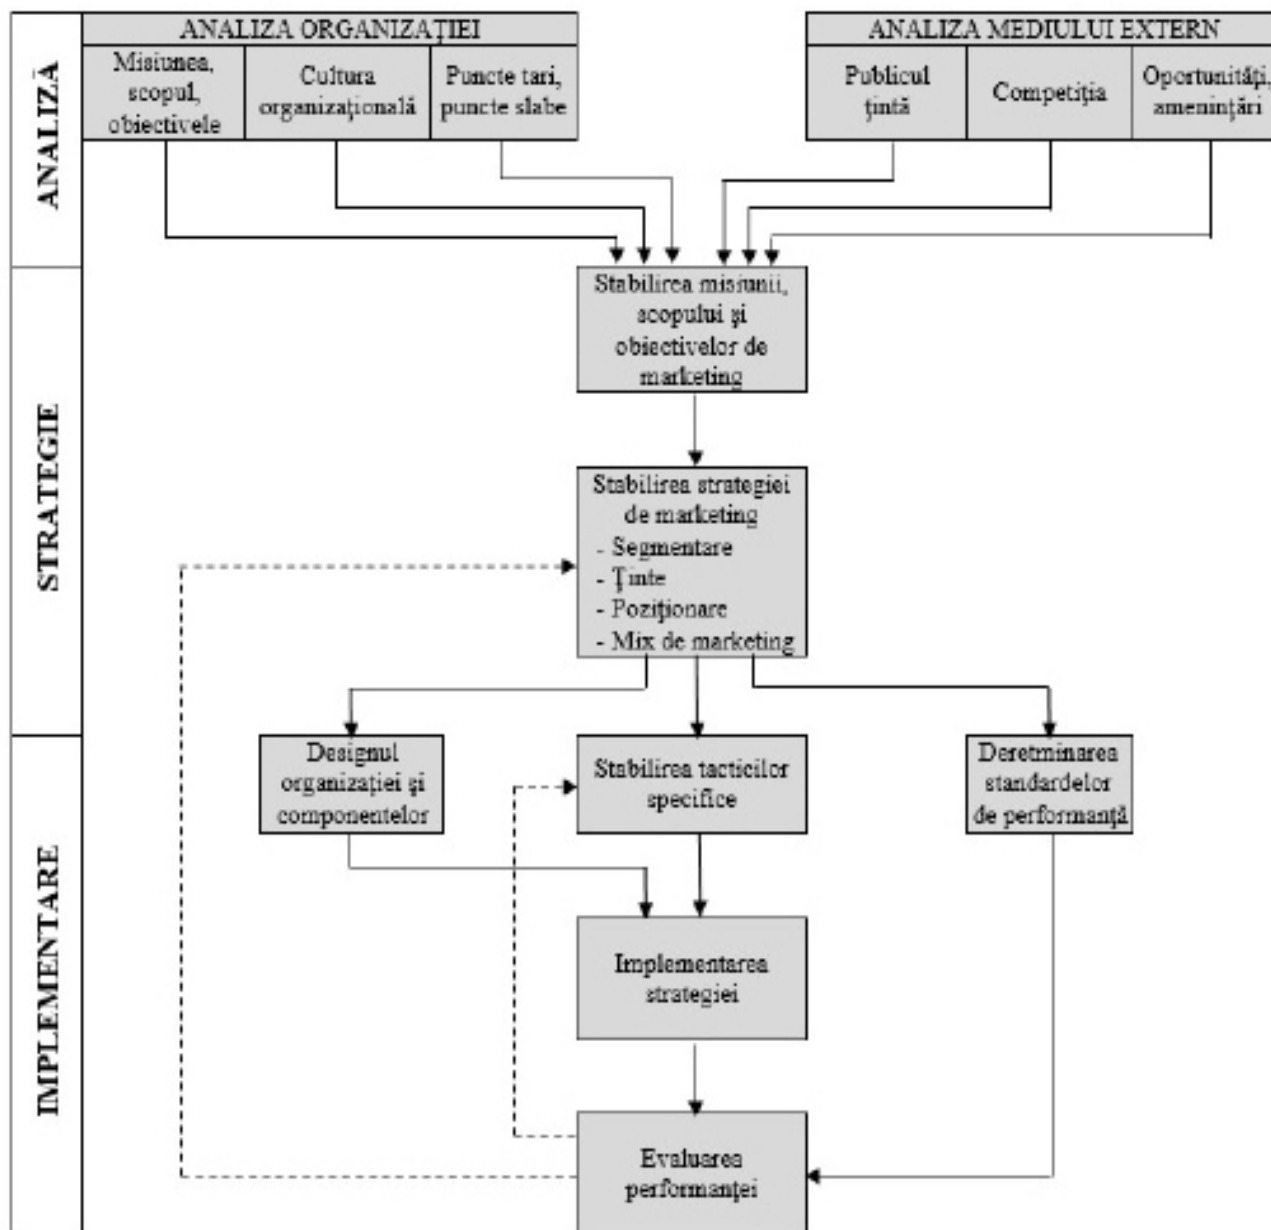 ANALIZĂ
ANALIZA ORGANIZAŢIEI
Misiunea,
scopul,
obiectivele
Cultura
organizaţională
Puncte tari,
puncte slabe
ANALIZA MEDIULUI EXTERN
Publicul
ţintă
Competiţia
Oportunităţi,
ameninţări
STRATEGIE
Stabilirea misiunii,
scopului şi
obiectivelor de
marketing
Stabilirea strategiei
de marketing
- Segmentare
- Ţinte
- Poziţionare
- Mix de marketing
IMPLEMENTARE
Designul
organizaţiei şi
componentelor
Stabilirea tacticilor
specifice
Deretminarea
standardelor
de performanţă
Implementarea
strategiei
Evaluarea
performanţei